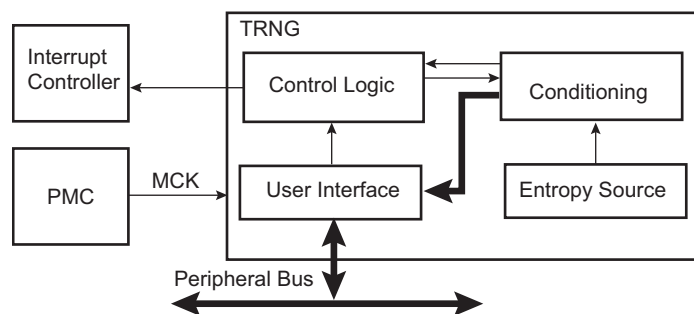 TRNG
Interrupt
Controller
Control Logic
Conditioning
PMC
MCK
User Interface
Entropy Source
Peripheral Bus